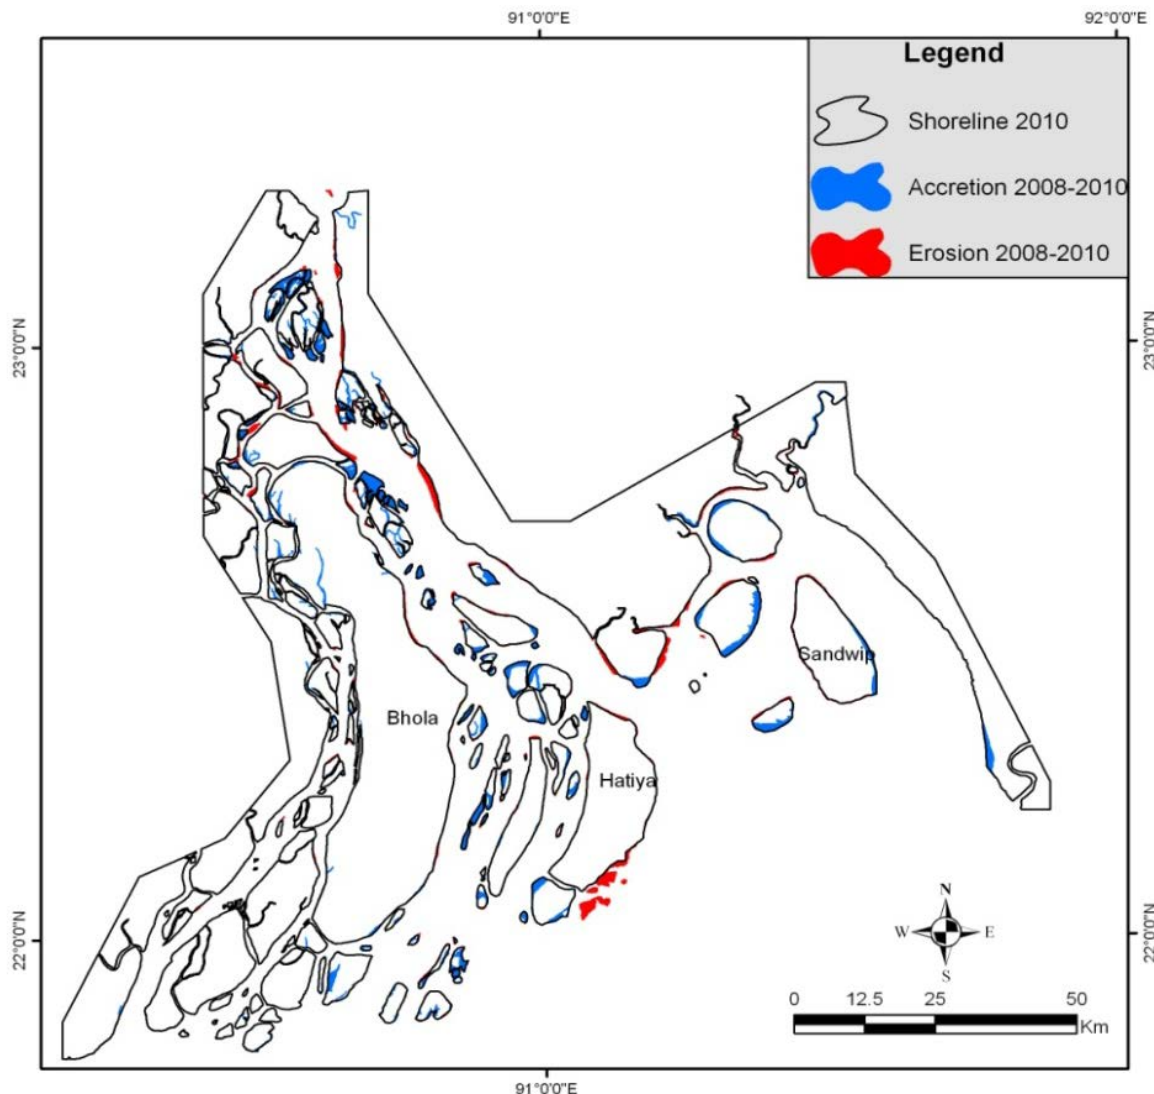 91°0'0"E
92°0'0"E
Legend
Shoreline 2010
Accretion 2008-2010
Erosion 2008-2010
23°0'0"N
23°0'0"N
Sandwip
Bhola
Hatiya
N
W
E
S
22°0'0"N
22°0'0"N
0 12.5 25 50
Km
91°0'0"E